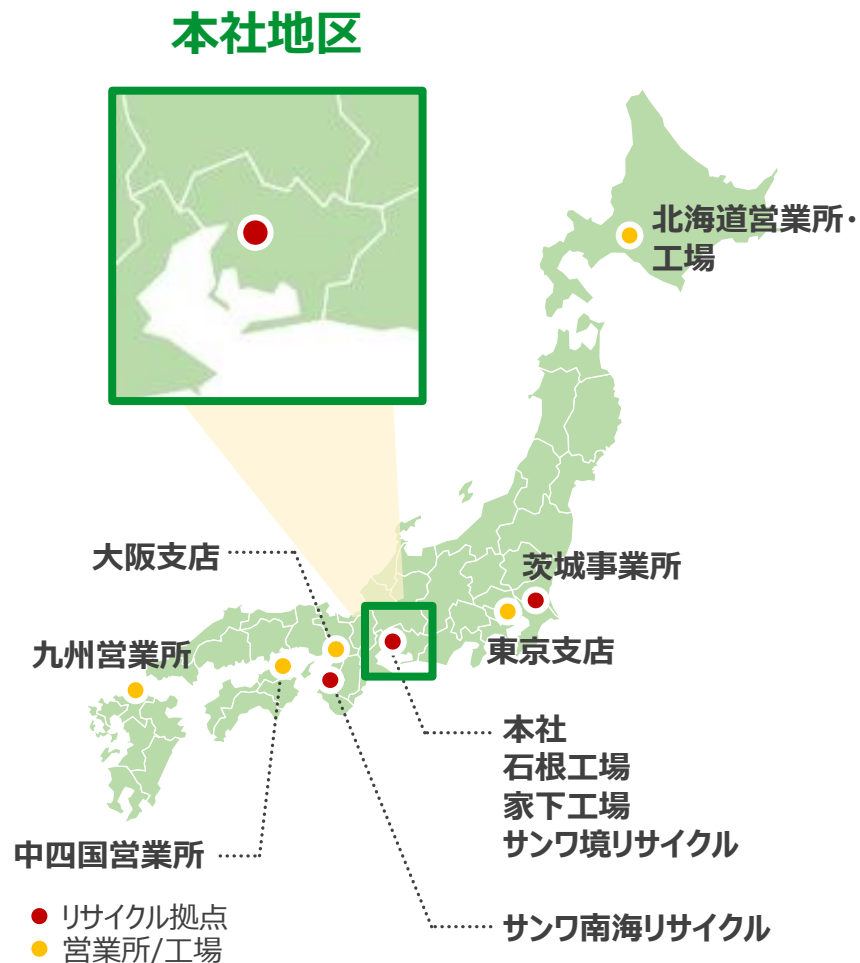 本社地区
北海道営業所・
工場
大阪支店
茨城事業所
九州営業所
東京支店
本社
石根工場
家下工場
サンワ境リサイクル
中四国営業所
サンワ南海リサイクル
リサイクル拠点
営業所/工場